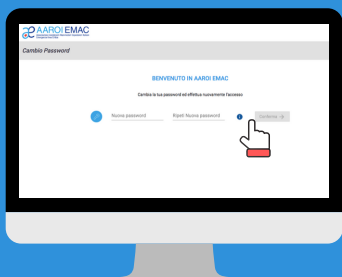 AAROI EMAC
Cambio Password
BENVENUTO IN AAROI EMAC
Cambia la tua password ed effettua nuovamente l'accesso
Nuova password Ripeti Nuova password Conferma